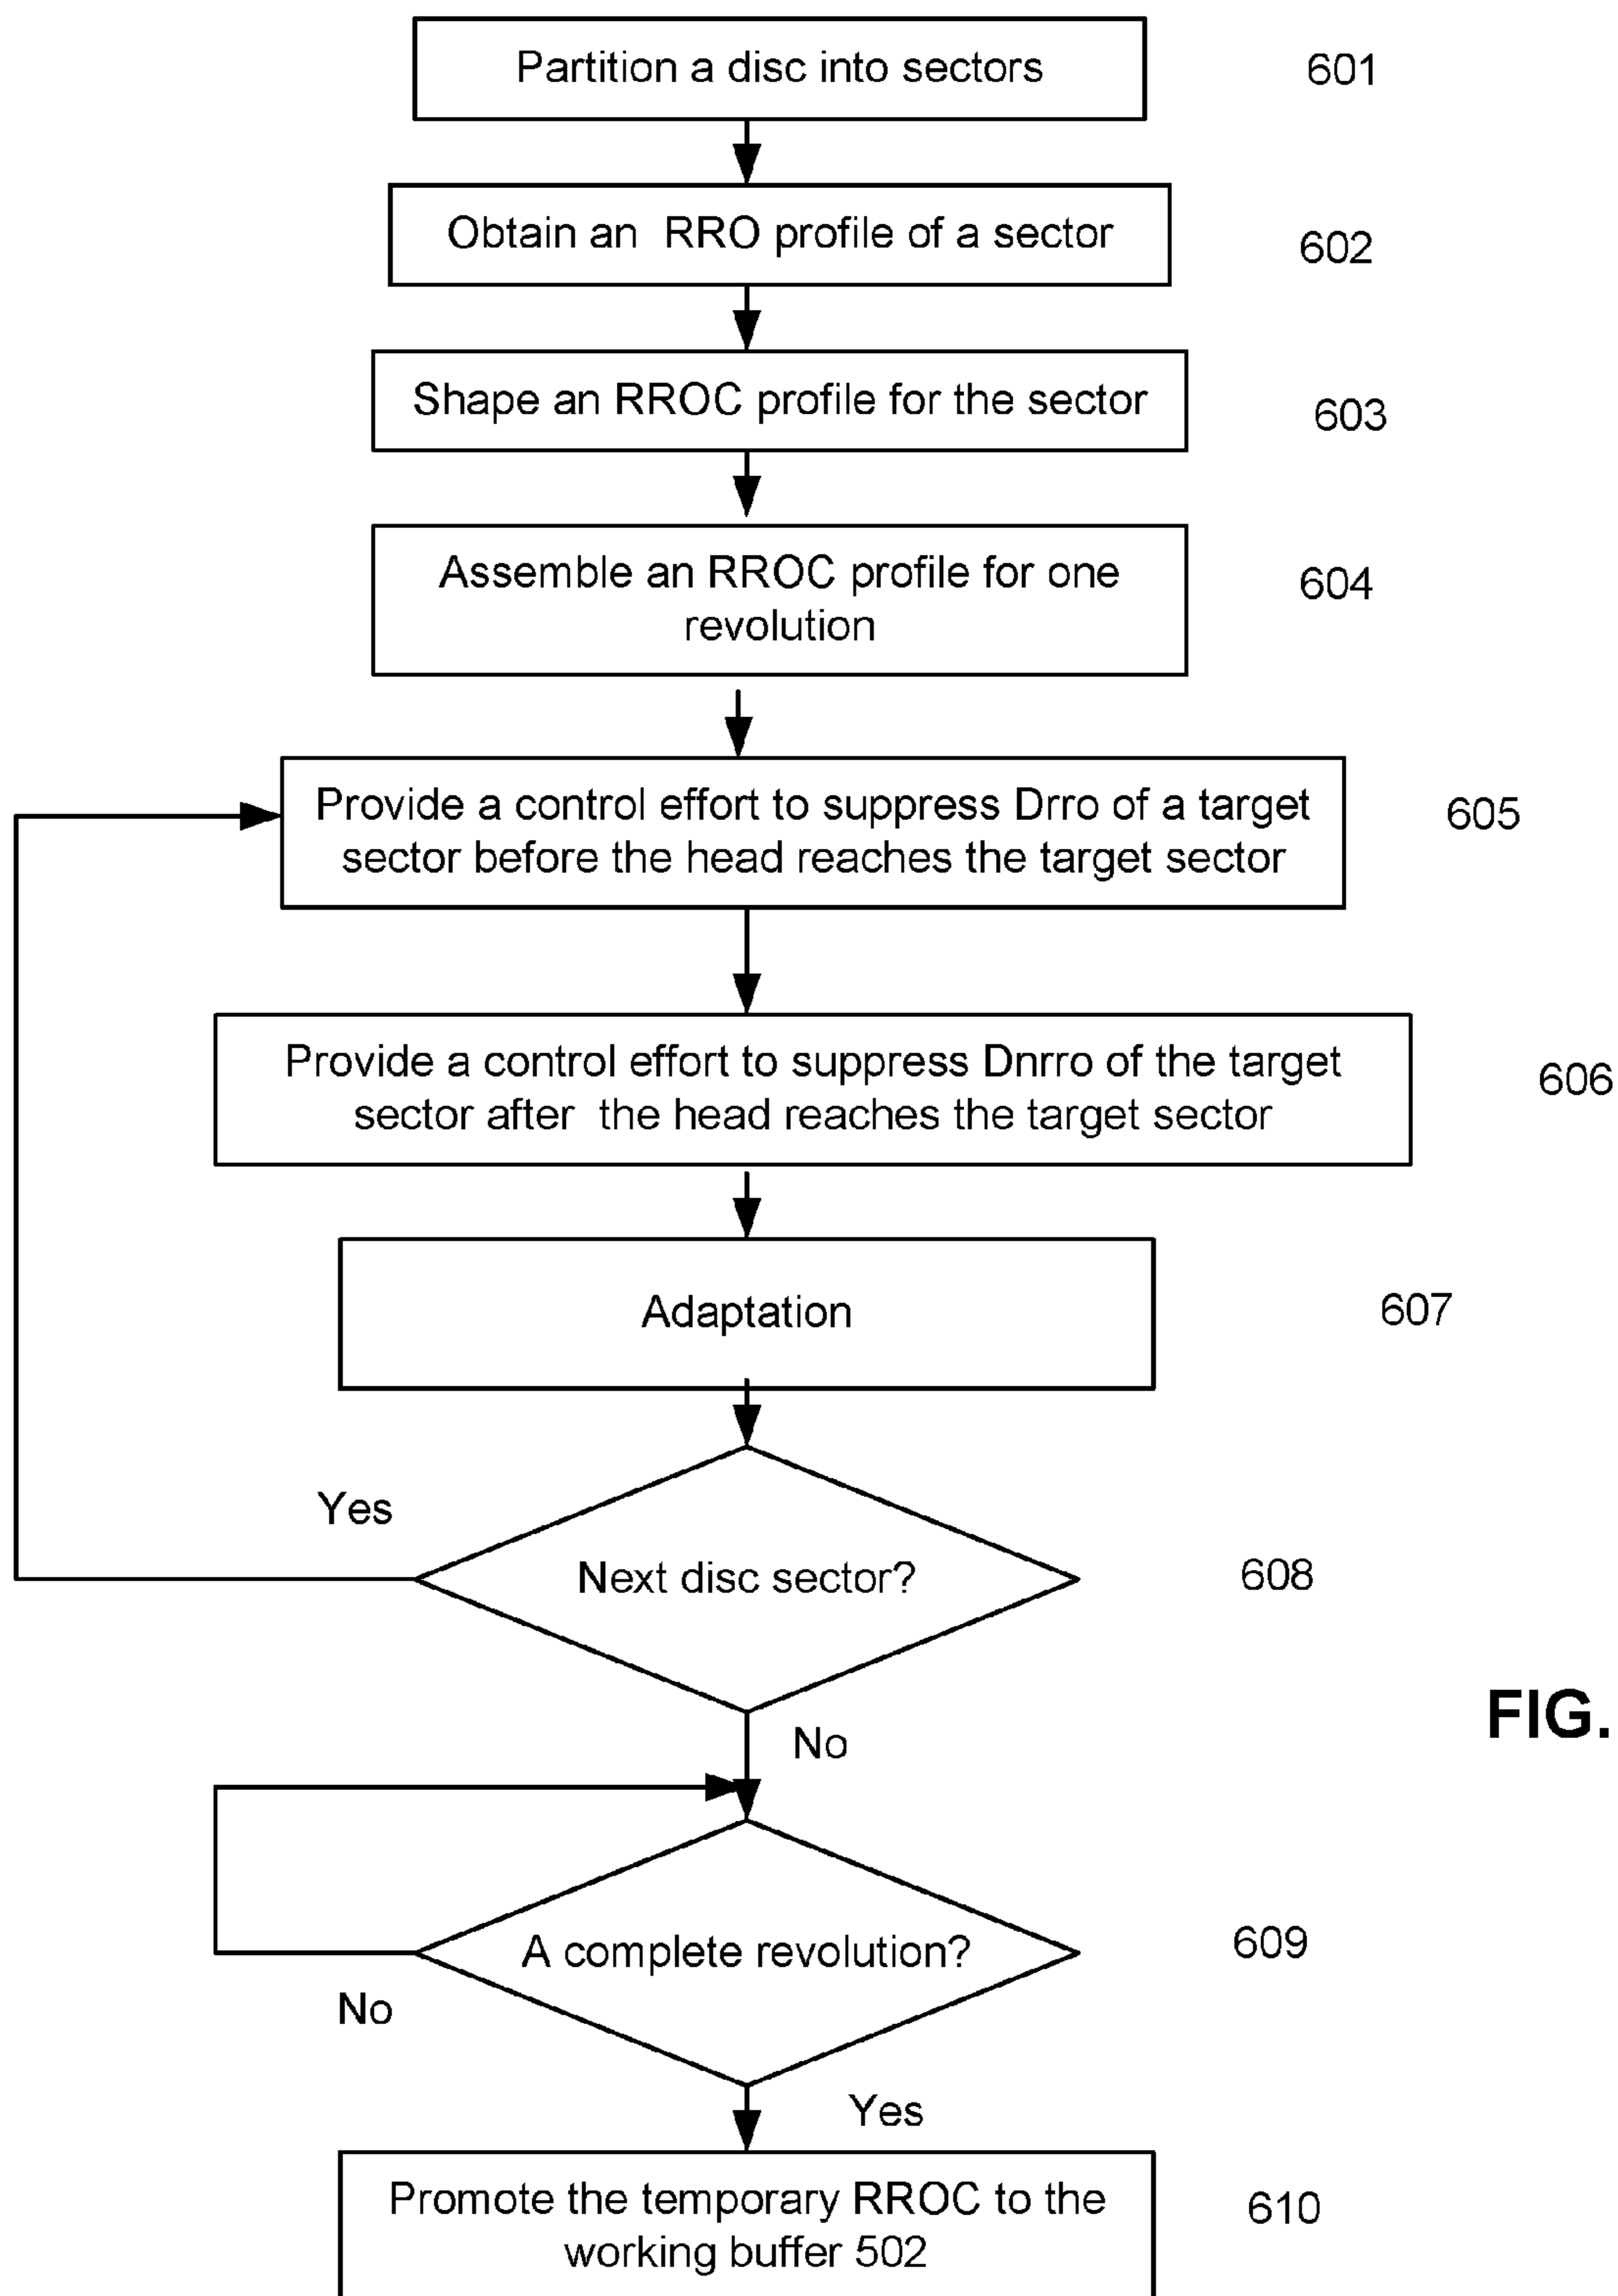 Partition a disc into sectors
601
Obtain an RRO profile of a sector
602
Shape an RROC profile for the sector
603
Assemble an RROC profile for one
revolution
604
Provide a control effort to suppress Drro of a target
sector before the head reaches the target sector
605
Provide a control effort to suppress Dnrro of the target
sector after the head reaches the target sector
606
Adaptation
607
Yes
Next disc sector?
608
FIG.
No
A complete revolution?
609
No
Yes
Promote the temporary RROC to the
working buffer 502
610